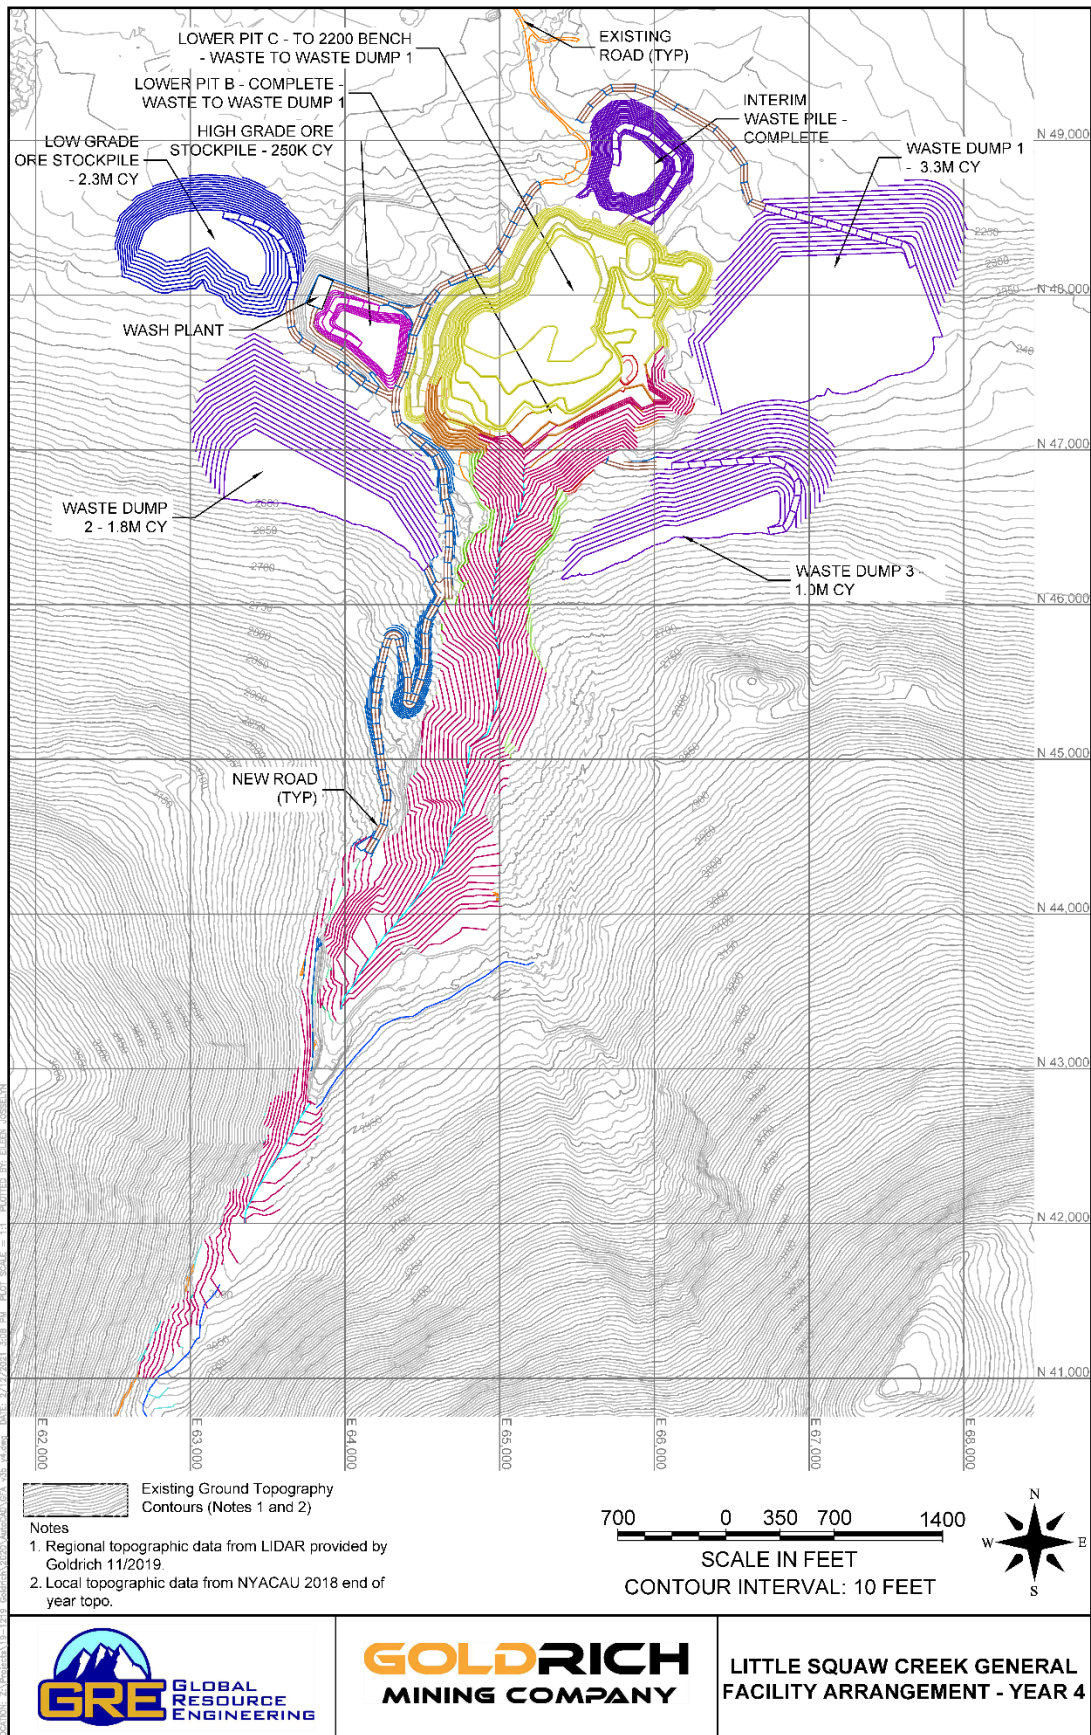 LOWER PIT C - TO 2200 BENCH
- WASTE TO WASTE DUMP 1
EXISTING
ROAD (TYP)
LOWER PIT B - COMPLETE -
WASTE TO WASTE DUMP 1
INTERIM
WASTE PILE -
COMPLETE
HIGH GRADE ORE
STOCKPILE - 250K CY
LOW GRADE
ORE STOCKPILE
- 2.3M CY
WASTE DUMP 1
- 3.3M CY
N 49,000
N 48,000
WASH PLANT
N 47,000
WASTE DUMP
2 - 1.8M CY
WASTE DUMP 3 -
1.0M CY
N 46,000
N 45,000
NEW ROAD
(TYP)
N 44,000
N 43,000
N 42,000
N 41,000
E 62,000
E 63,000
E 64,000
E 65,000
E 66,000
E 67,000
E 68,000
Existing Ground Topography
Contours (Notes 1 and 2)
Notes
1. Regional topographic data from LIDAR provided by
Goldrich 11/2019.
2. Local topographic data from NYACAU 2018 end of
year topo.
700 0 350 700 1400
SCALE IN FEET
CONTOUR INTERVAL: 10 FEET
N
W E
S
GRE
GLOBAL
RESOURCE
ENGINEERING
GOLDRICH
MINING COMPANY
LITTLE SQUAW CREEK GENERAL
FACILITY ARRANGEMENT - YEAR 4